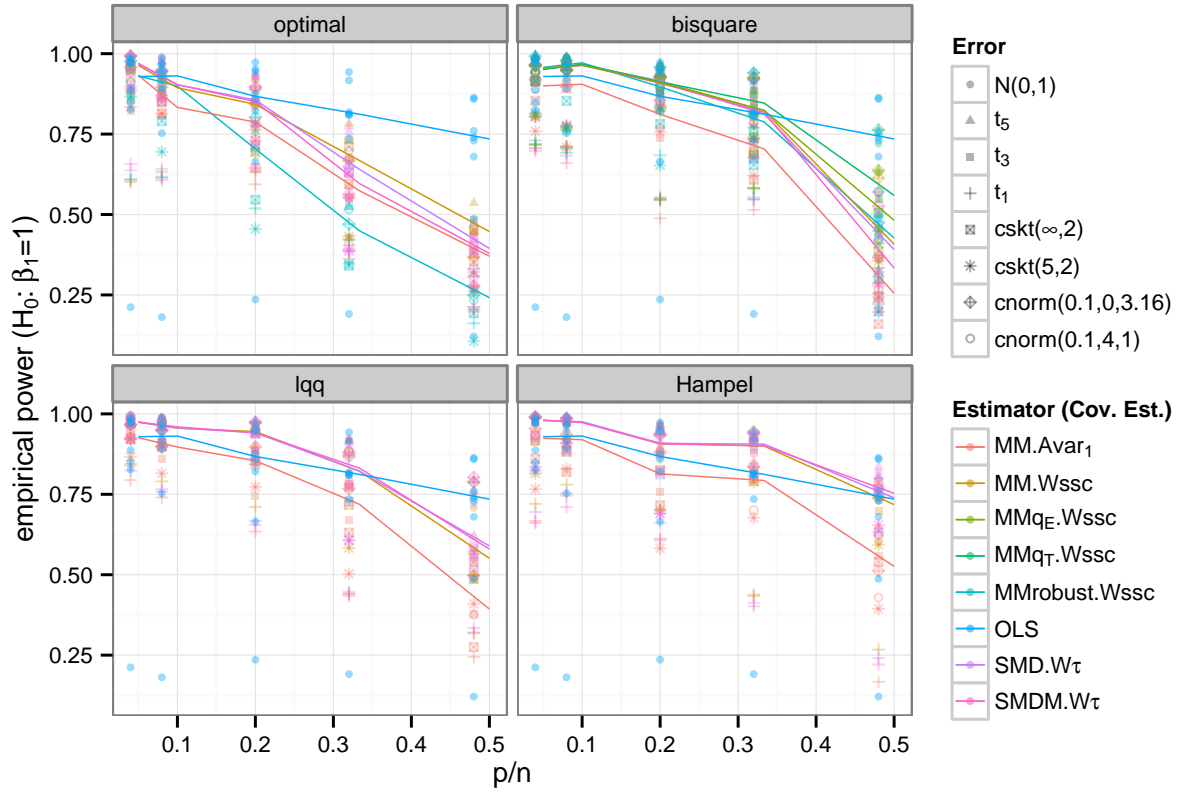 optimal
bisquare
lqq
Hampel
1.00
0.75
0.50
0.25
1.00
0.75
0.50
0.25
0.1
0.2
0.3
0.4
0.5
0.1
0.2
0.3
0.4
0.5
p/n
empirical power (H₀: β₁=1)
Error
N(0,1)
t₅
t₃
t₁
cskt(∞,2)
cskt(5,2)
cnorm(0.1,0,3.16)
cnorm(0.1,4,1)
Estimator (Cov. Est.)
MM.Avar₁
MM.Wssc
MMq_E.Wssc
MMq_T.Wssc
MMrobust.Wssc
OLS
SMD.Wτ
SMDM.Wτ